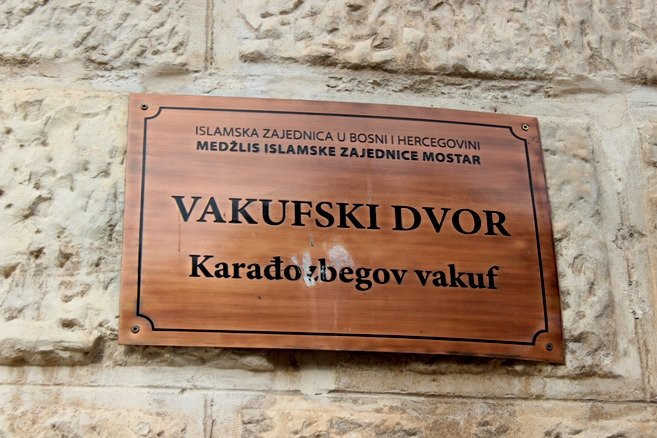 ISLAMSKA ZAJEDNICA U BOSNI I HERCEGOVINI
MEDŽLIS ISLAMSKE ZAJEDNICE MOSTAR
VAKUFSKI DVOR
Karađozbegov vakuf